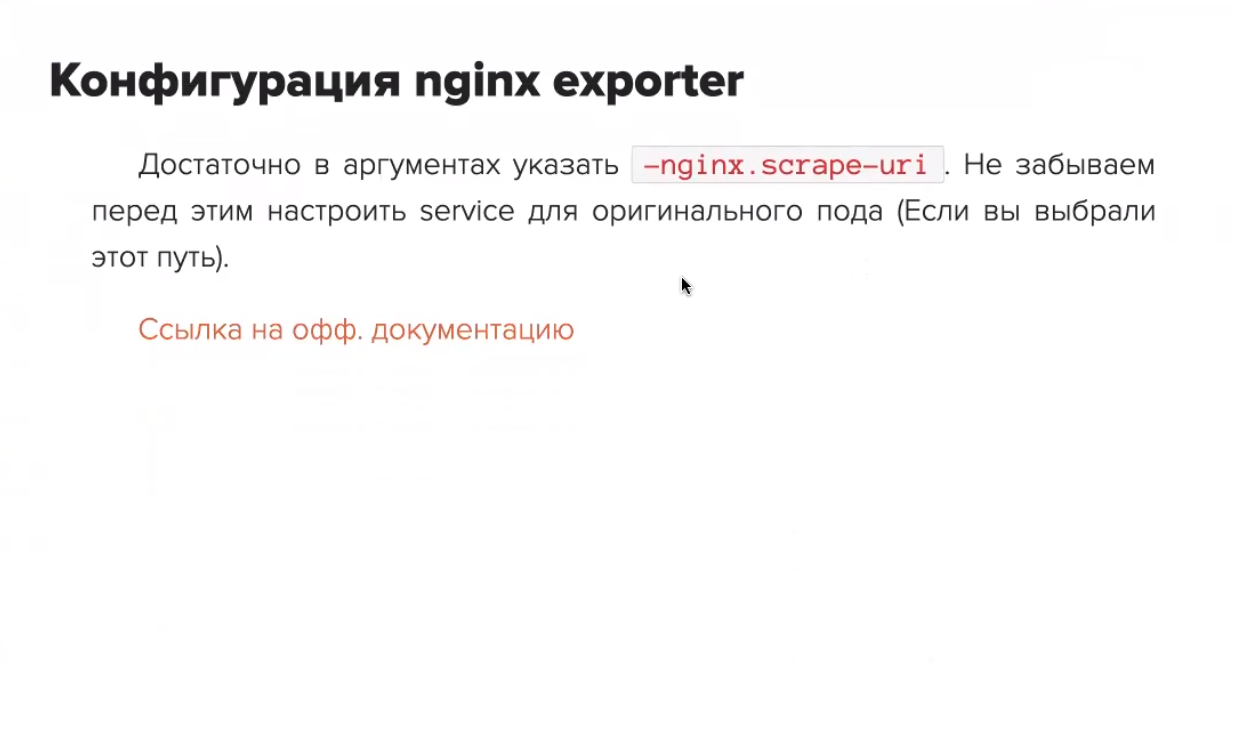 Конфигурация nginx exporter
Достаточно в аргументах указать -nginx.scrape-uri . Не забываем
перед этим настроить service для оригинального пода (Если вы выбрали
этот путь).
Ссылка на офф. документацию